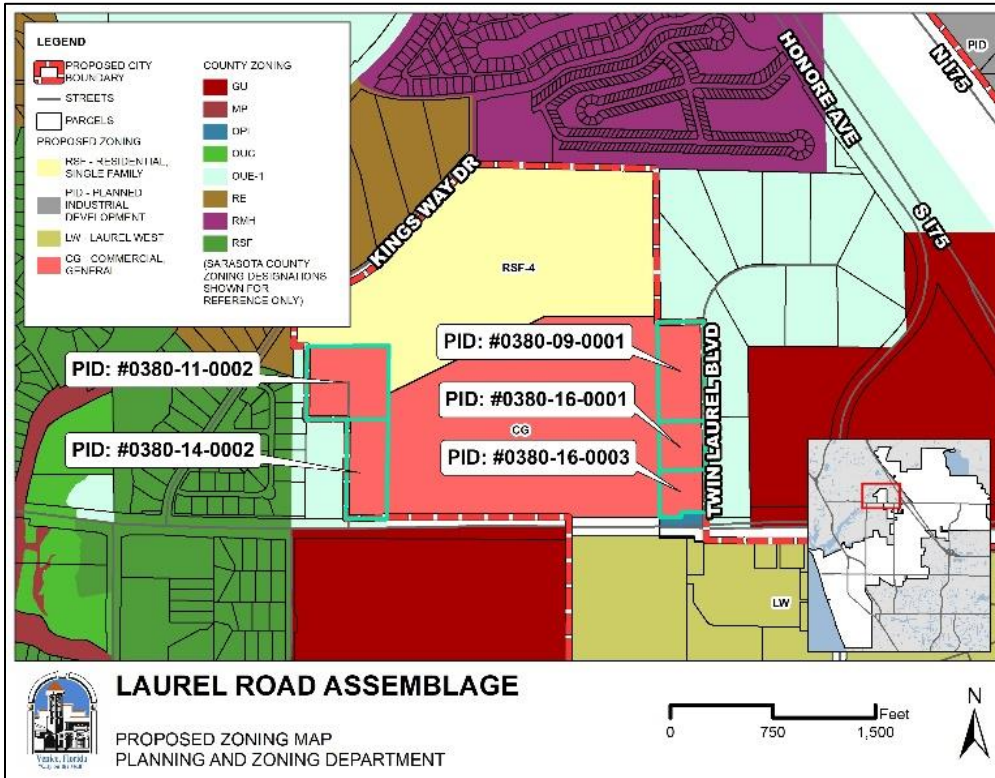 LEGEND
PROPOSED CITY
BOUNDARY
STREETS
PARCELS
PROPOSED ZONING
RSF - RESIDENTIAL,
SINGLE FAMILY
PID - PLANNED
INDUSTRIAL
DEVELOPMENT
LW - LAUREL WEST
CG - COMMERCIAL,
GENERAL
COUNTY ZONING
GU
MP
OPI
OUC
OUE-1
RE
RMH
RSF
(SARASOTA COUNTY
ZONING DESIGNATIONS
SHOWN FOR
REFERENCE ONLY)
HONORE AVE
N I75
PID
KINGS WAY DR
S I75
RSF-4
PID: #0380-11-0002
PID: #0380-09-0001
PID: #0380-16-0001
CG
PID: #0380-14-0002
PID: #0380-16-0003
TWIN LAUREL BLVD
LW
LAUREL ROAD ASSEMBLAGE
PROPOSED ZONING MAP
PLANNING AND ZONING DEPARTMENT
Venice, Florida
0 750 1,500
Feet
N